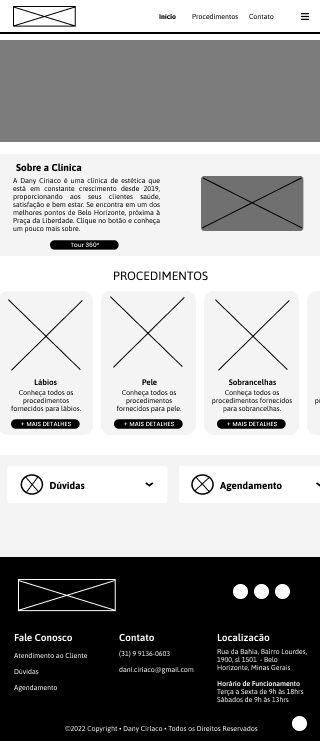 Início Procedimentos Contato
Sobre a Clínica
A Dany Ciriaco é uma clínica de estética que
está em constante crescimento desde 2019,
proporcionando aos seus clientes saúde,
satisfação e bem estar. Se encontra em um dos
melhores pontos de Belo Horizonte, próxima à
Praça da Liberdade. Clique no botão e conheça
um pouco mais sobre.
Tour 360°
PROCEDIMENTOS
Lábios
Conheça todos os
procedimentos
fornecidos para lábios.
+ MAIS DETALHES
Pele
Conheça todos os
procedimentos
fornecidos para pele.
+ MAIS DETALHES
Sobrancelhas
Conheça todos os
procedimentos fornecidos
para sobrancelhas.
+ MAIS DETALHES
Dúvidas
Agendamento
Fale Conosco
Atendimento ao Cliente
Dúvidas
Agendamento
Contato
(31) 9 9136-0603
dani.ciriaco@gmail.com
Localização
Rua da Bahia, Bairro Lourdes,
1900, sl 1501 - Belo
Horizonte, Minas Gerais
Horário de Funcionamento
Terça a Sexta de 9h às 18hrs
Sábados de 9h às 13hrs
©2022 Copyright • Dany Ciriaco • Todos os Direitos Reservados